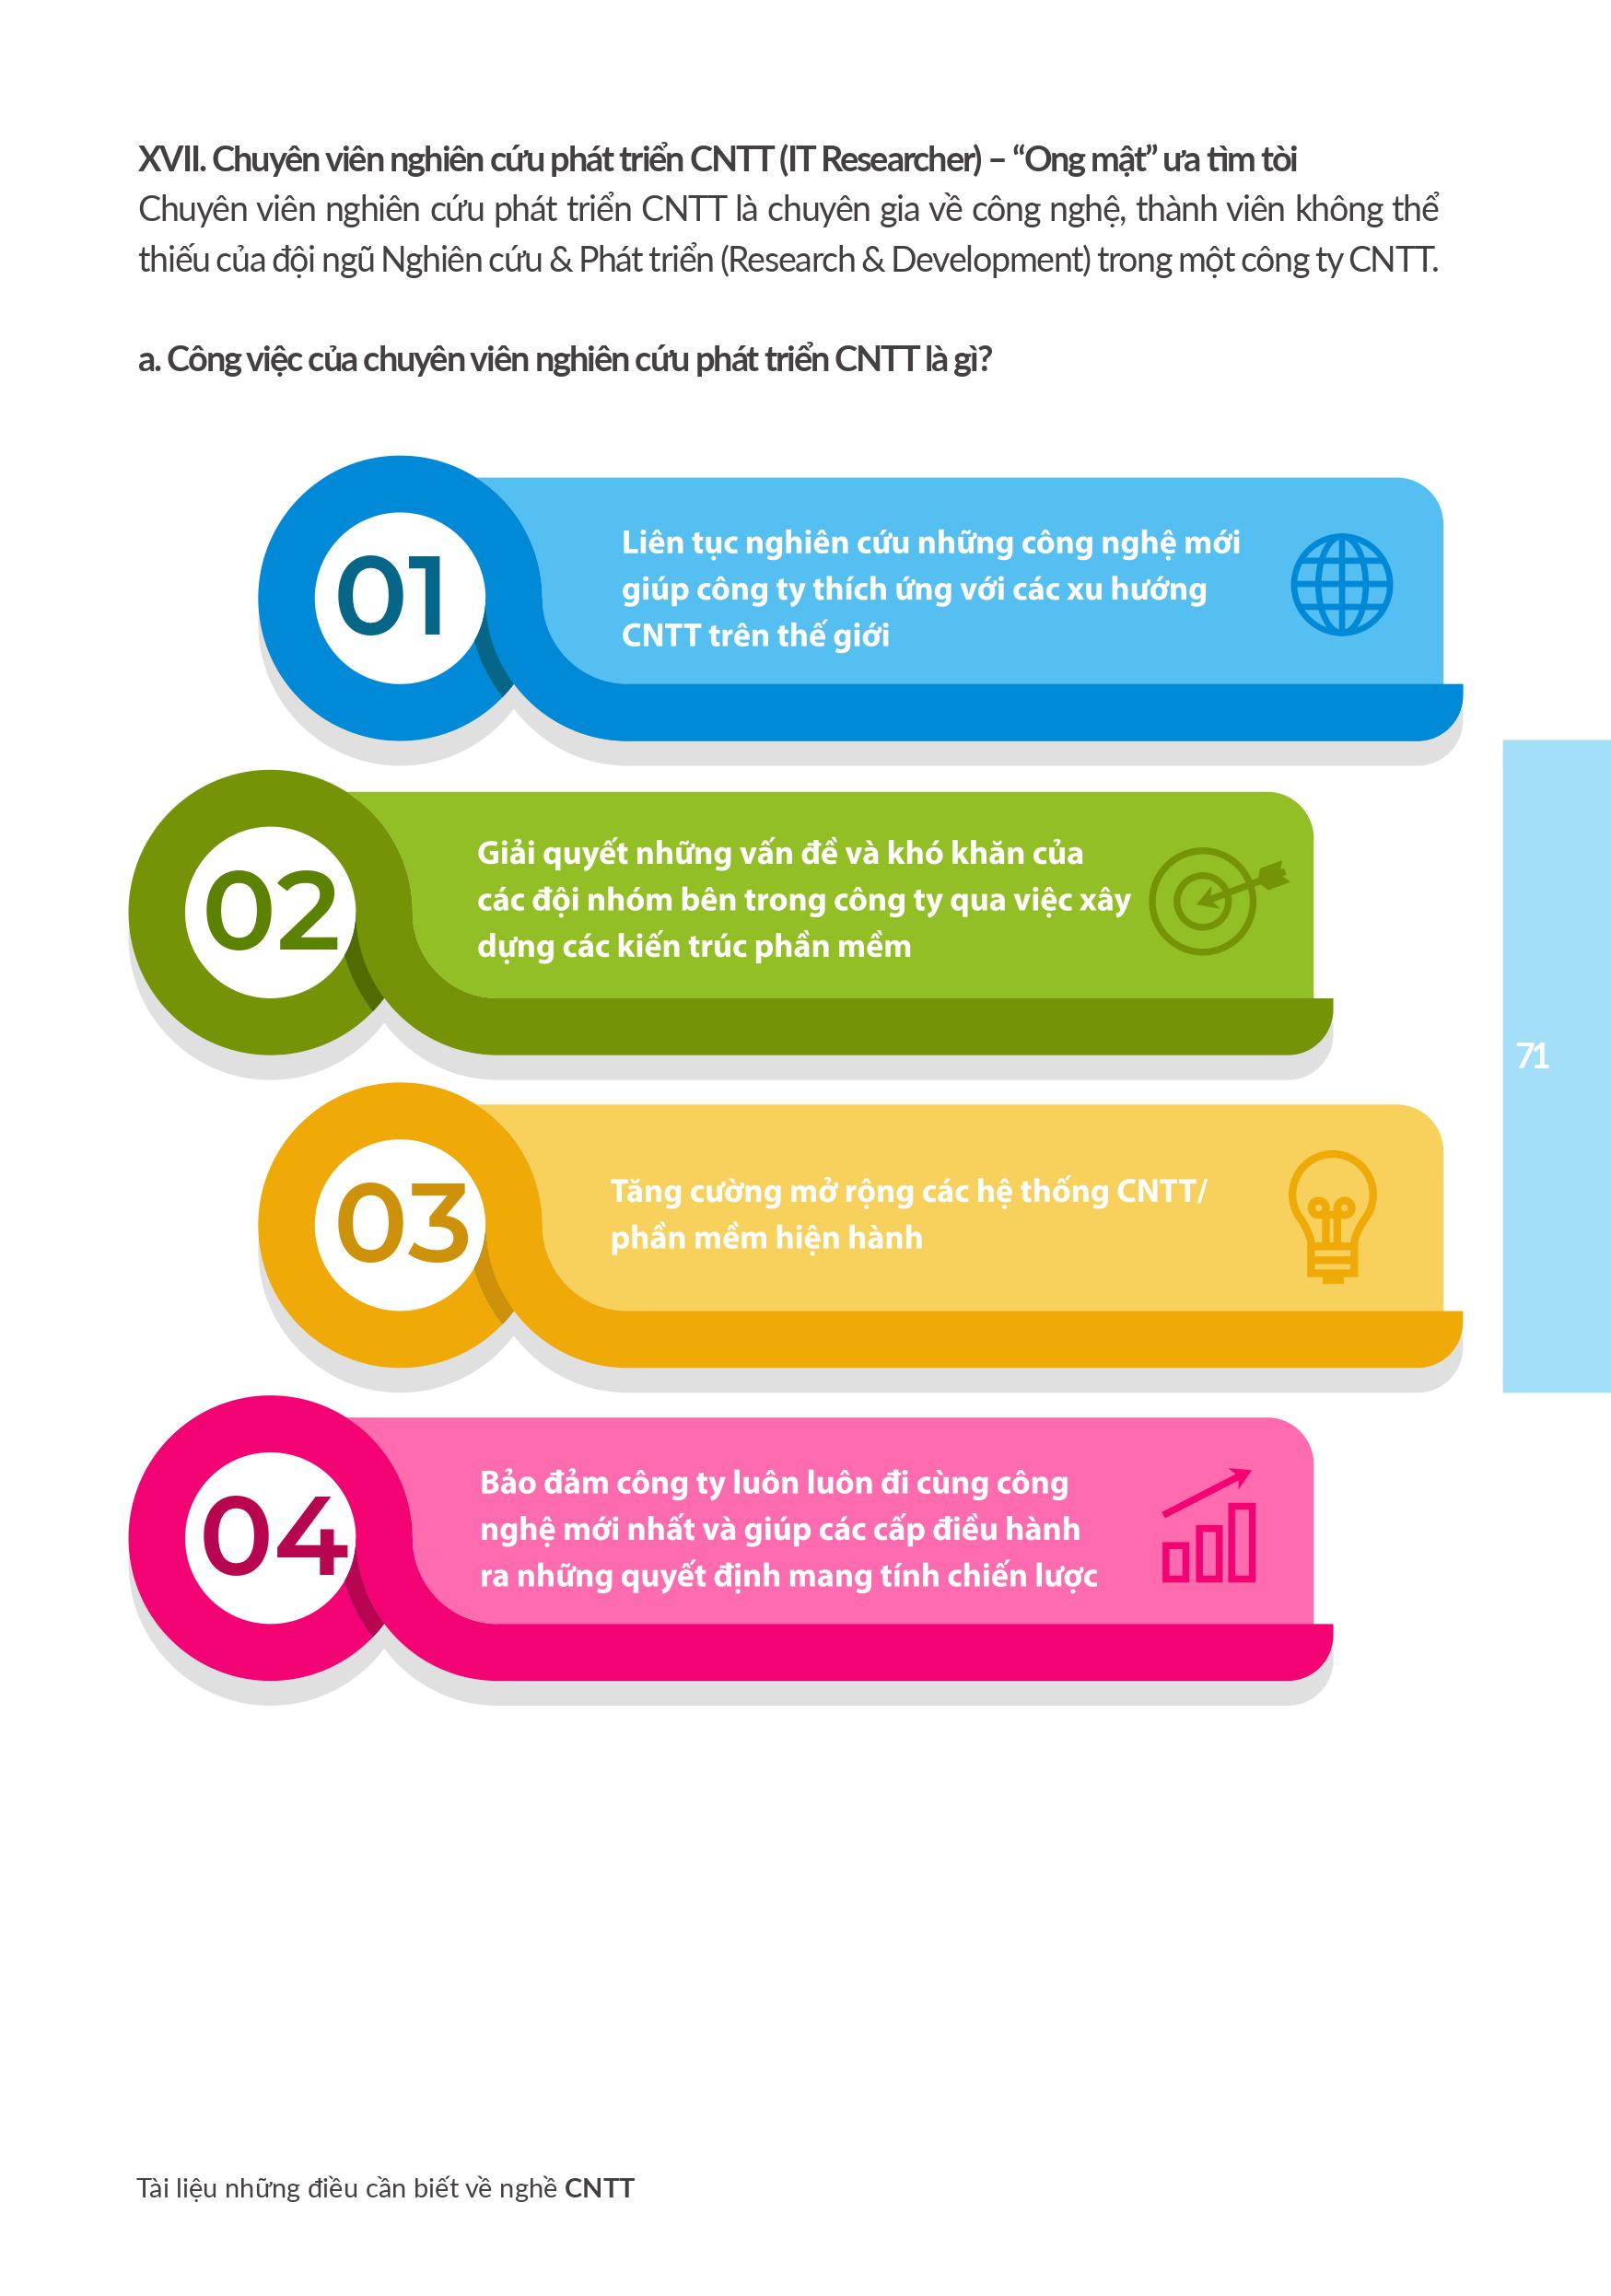 XVII. Chuyên viên nghiên cứu phát triển CNTT (IT Researcher) – “Ong mật” ưa tìm tòi
Chuyên viên nghiên cứu phát triển CNTT là chuyên gia về công nghệ, thành viên không thể
thiếu của đội ngũ Nghiên cứu & Phát triển (Research & Development) trong một công ty CNTT.
a. Công việc của chuyên viên nghiên cứu phát triển CNTT là gì?
01
Liên tục nghiên cứu những công nghệ mới
giúp công ty thích ứng với các xu hướng
CNTT trên thế giới
02
Giải quyết những vấn đề và khó khăn của
các đội nhóm bên trong công ty qua việc xây
dựng các kiến trúc phần mềm
71
03
Tăng cường mở rộng các hệ thống CNTT/
phần mềm hiện hành
04
Bảo đảm công ty luôn luôn đi cùng công
nghệ mới nhất và giúp các cấp điều hành
ra những quyết định mang tính chiến lược
Tài liệu những điều cần biết về nghề CNTT